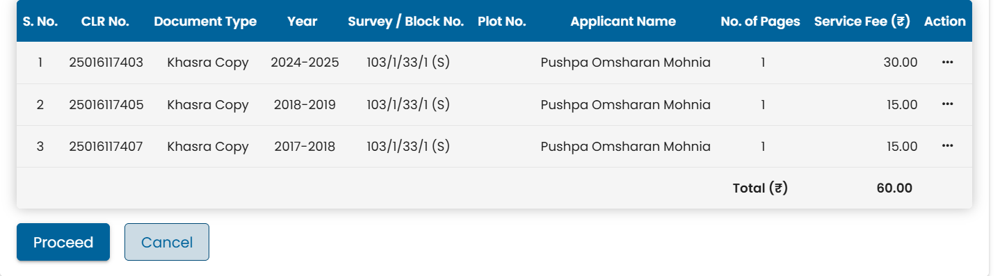 S. No. CLR No. Document Type Year Survey / Block No. Plot No. Applicant Name No. of Pages Service Fee (₹) Action
1 25016117403 Khasra Copy 2024-2025 103/1/33/1 (S) Pushpa Omsharan Mohnia 1 30.00 •••
2 25016117405 Khasra Copy 2018-2019 103/1/33/1 (S) Pushpa Omsharan Mohnia 1 15.00 •••
3 25016117407 Khasra Copy 2017-2018 103/1/33/1 (S) Pushpa Omsharan Mohnia 1 15.00 •••
Total (₹) 60.00
Proceed Cancel